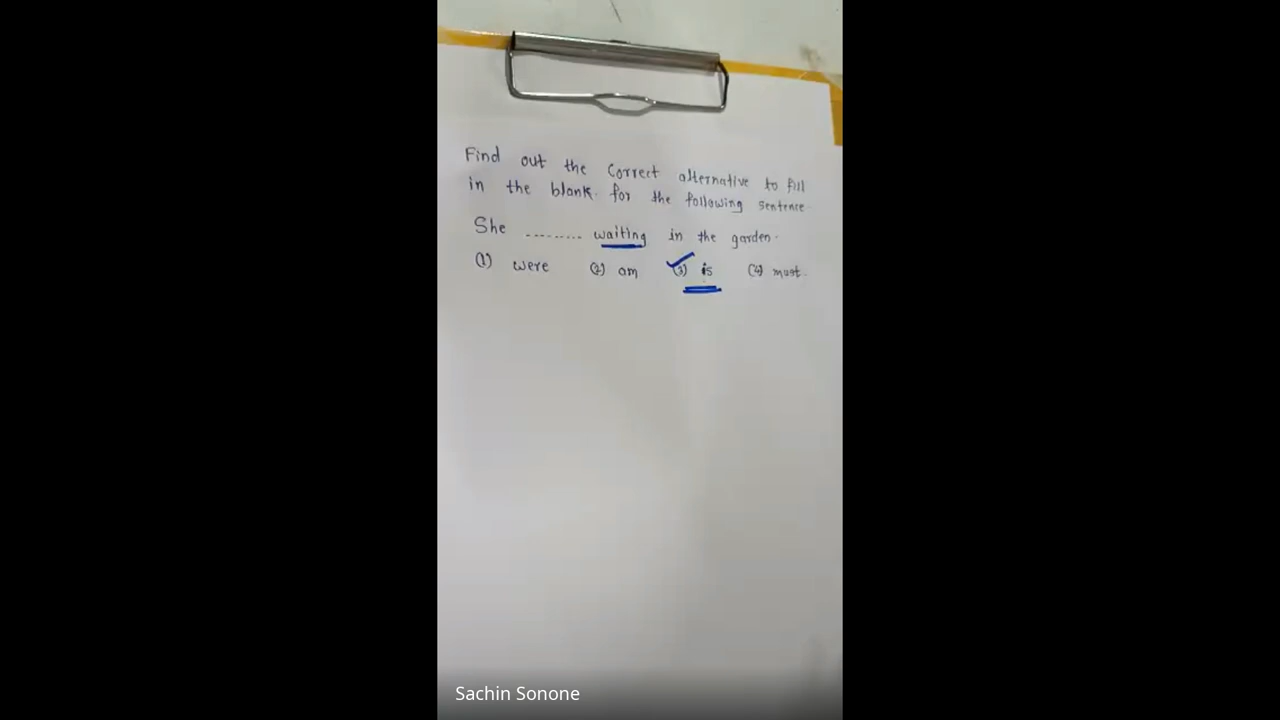 Find out the Correct alternative to fill
in the blank. for the following sentence.
She ......... waiting in the garden.
(1) were (2) am (3) is (4) must.
Sachin Sonone